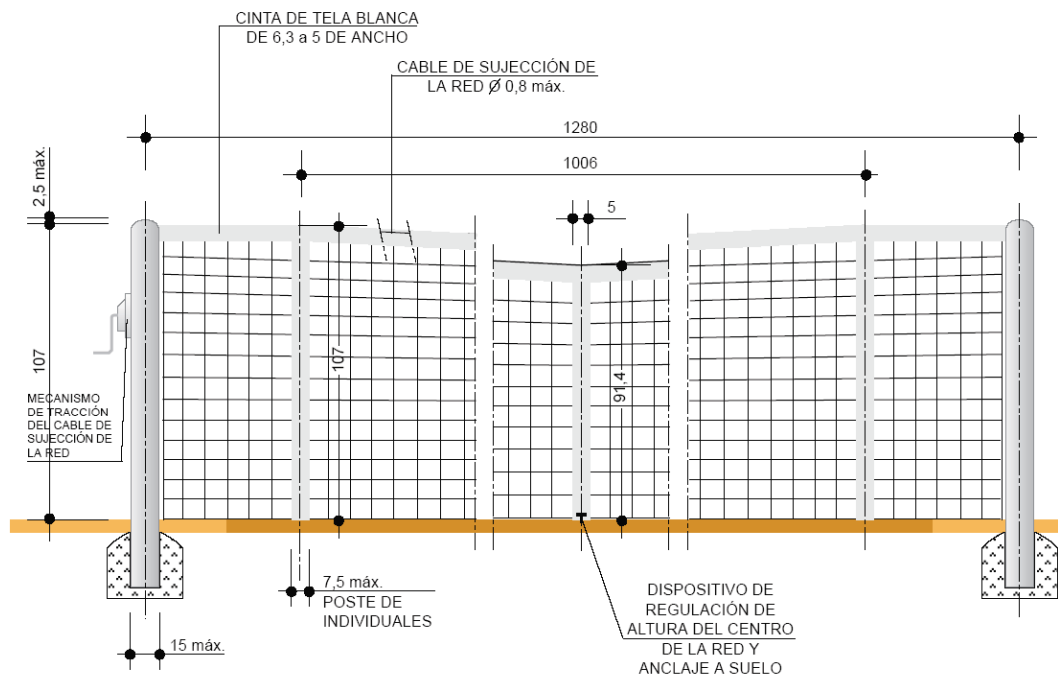 CINTA DE TELA BLANCA
DE 6,3 a 5 DE ANCHO
CABLE DE SUJECCIÓN DE
LA RED Ø 0,8 máx.
1280
1006
2,5 máx.
5
107
107
91,4
MECANISMO
DE TRACCIÓN
DEL CABLE DE
SUJECCIÓN DE
LA RED
7,5 máx.
POSTE DE
INDIVIDUALES
15 máx.
DISPOSITIVO DE
REGULACIÓN DE
ALTURA DEL CENTRO
DE LA RED Y
ANCLAJE A SUELO